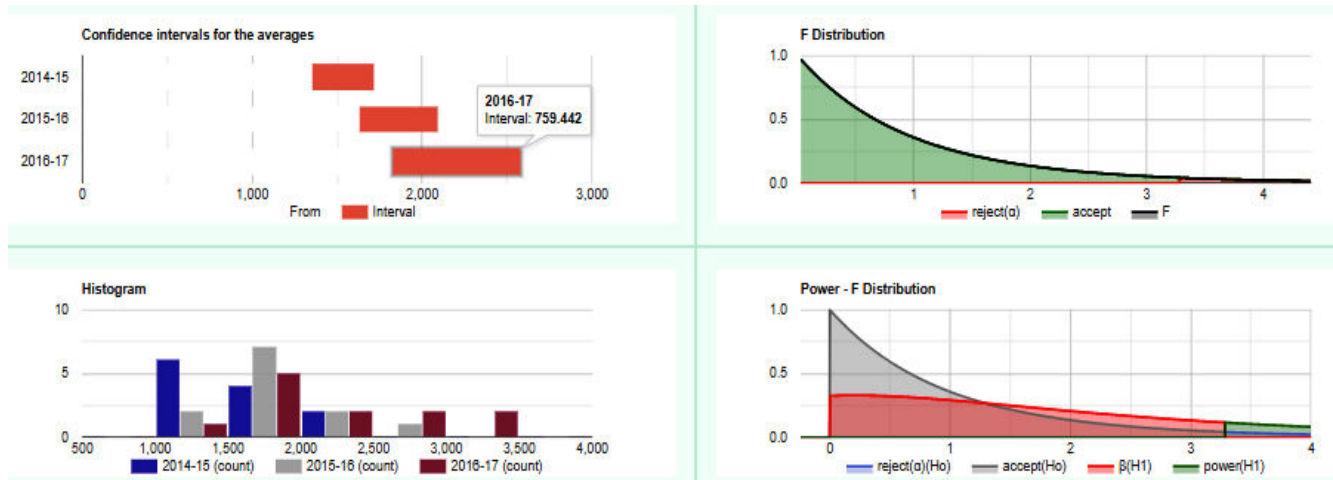 Confidence intervals for the averages
2014-15
2015-16
2016-17
2016-17
Interval: 759.442
0 1,000 2,000 3,000
From Interval
F Distribution
1.0
0.5
0.0
1 2 3 4
reject(α) accept F
Histogram
10
5
0
500 1,000 1,500 2,000 2,500 3,000 3,500 4,000
2014-15 (count) 2015-16 (count) 2016-17 (count)
Power - F Distribution
1.0
0.5
0.0
0 1 2 3 4
reject(α)(Ho) accept(Ho) β(H1) power(H1)